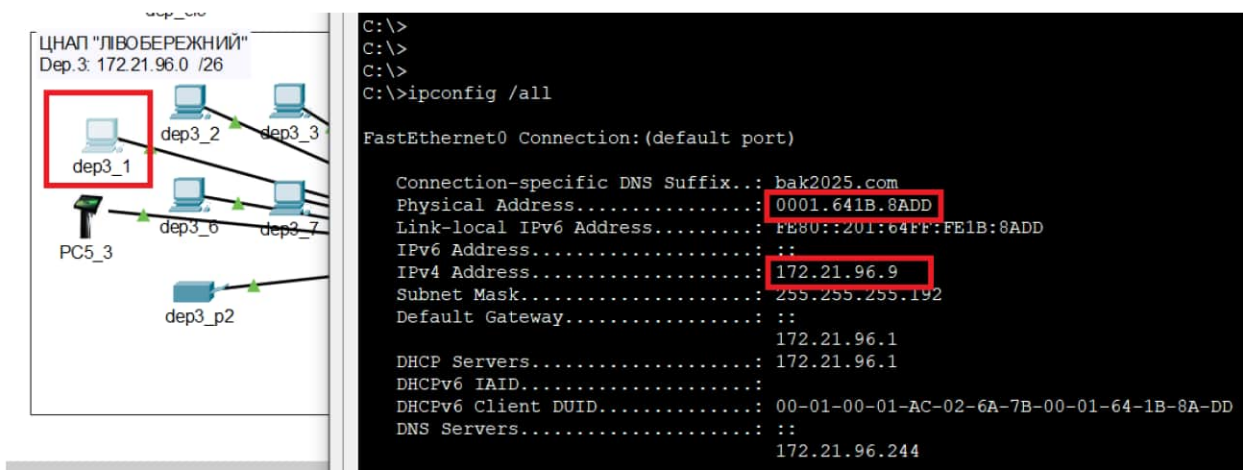 ЦНАП "ЛІВОБЕРЕЖНИЙ"
Dep.3: 172.21.96.0 /26
dep3_2
dep3_3
dep3_1
dep3_6
dep3_7
PC5_3
dep3_p2
C:\>
C:\>
C:\>
C:\>ipconfig /all
FastEthernet0 Connection:(default port)
Connection-specific DNS Suffix..: bak2025.com
Physical Address................: 0001.641B.8ADD
Link-local IPv6 Address.........: FE80::201:64FF:FE1B:8ADD
IPv6 Address....................: ::
IPv4 Address....................: 172.21.96.9
Subnet Mask.....................: 255.255.255.192
Default Gateway.................: ::
172.21.96.1
DHCP Servers....................: 172.21.96.1
DHCPv6 IAID.....................:
DHCPv6 Client DUID..............: 00-01-00-01-AC-02-6A-7B-00-01-64-1B-8A-DD
DNS Servers.....................: ::
172.21.96.244